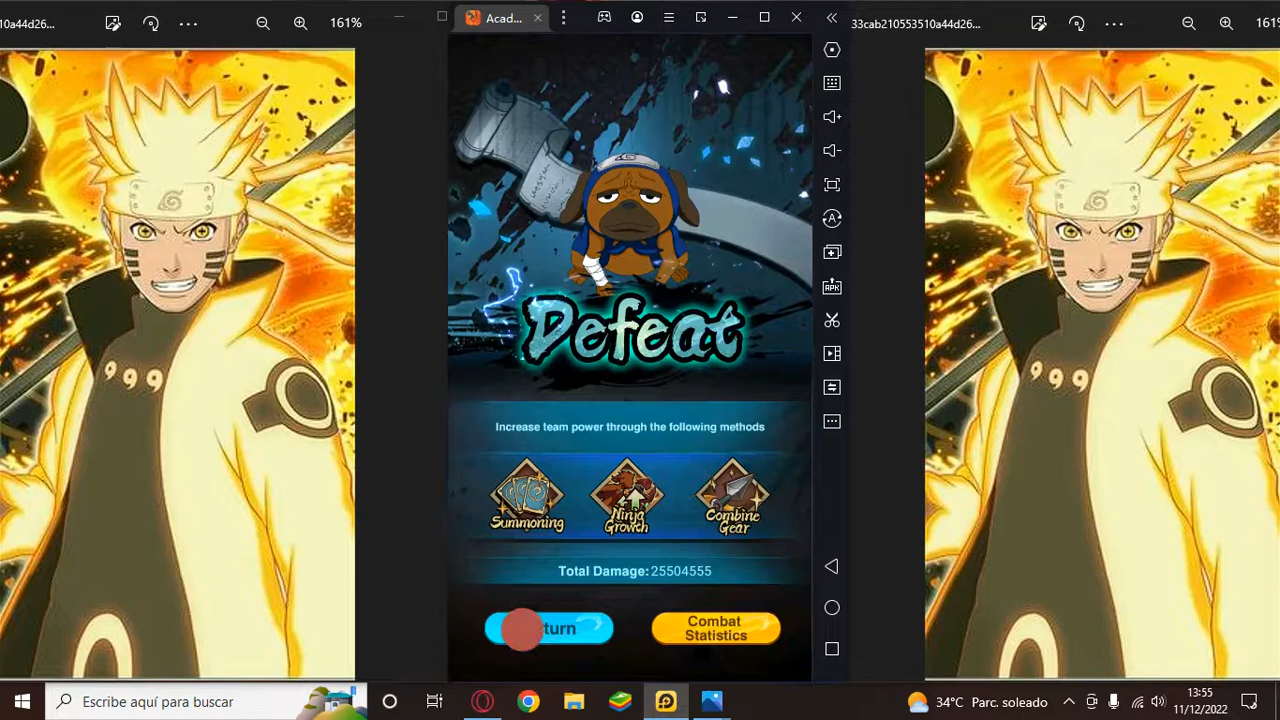 0ea44d26...
161%
Acad...
33cab210553510a44d26...
161%
Defeat
Increase team power through the following methods
Summoning
Ninja
Growth
Combine
Gear
Total Damage: 25504555
turn
Combat
Statistics
Escribe aquí para buscar
34°C Parc. soleado
13:55
11/12/2022